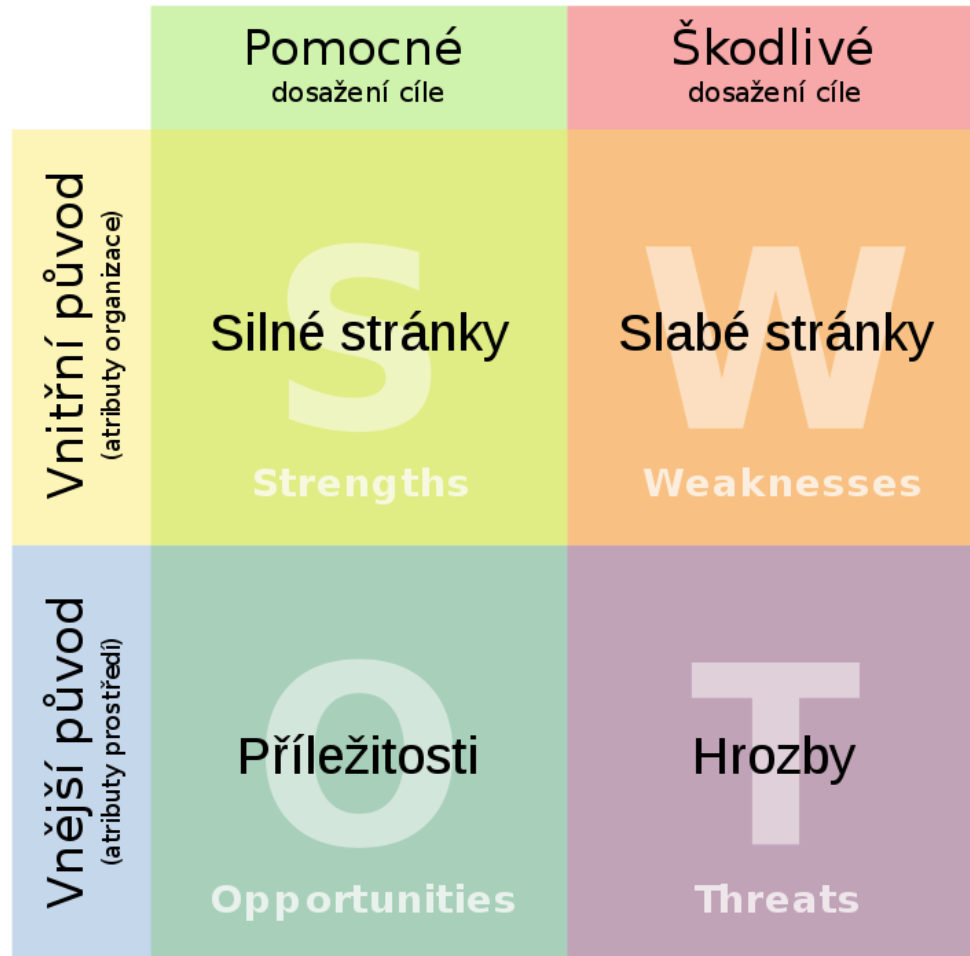 Pomocné
dosažení cíle
Škodlivé
dosažení cíle
Vnitřní původ
(atributy organizace)
S
Silné stránky
Strengths
W
Slabé stránky
Weaknesses
Vnější původ
(atributy prostředí)
O
Příležitosti
Opportunities
T
Hrozby
Threats